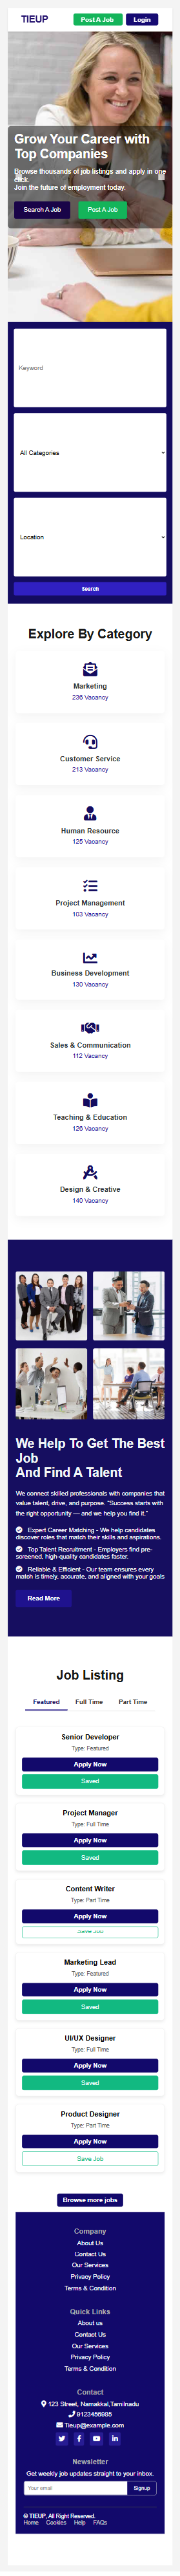 TIEUP
Post A Job
Login
Grow Your Career with
Top Companies
Browse thousands of job listings and apply in one
click.
Join the future of employment today.
Search A Job
Post A Job
Keyword
All Categories
Location
Search
Explore By Category
Marketing
236 Vacancy
Customer Service
213 Vacancy
Human Resource
125 Vacancy
Project Management
103 Vacancy
Business Development
130 Vacancy
Sales & Communication
112 Vacancy
Teaching & Education
126 Vacancy
Design & Creative
140 Vacancy
We Help To Get The Best
Job
And Find A Talent
We connect skilled professionals with companies that
value talent, drive, and purpose. "Success starts with
the right opportunity — and we help you find it."
Expert Career Matching - We help candidates
discover roles that match their skills and aspirations.
Top Talent Recruitment - Employers find pre-
screened, high-quality candidates faster.
Reliable & Efficient - Our team ensures every
match is timely, accurate, and aligned with your goals
Read More
Job Listing
Featured
Full Time
Part Time
Senior Developer
Type: Featured
Apply Now
Saved
Project Manager
Type: Full Time
Apply Now
Saved
Content Writer
Type: Part Time
Apply Now
Save Job
Marketing Lead
Type: Featured
Apply Now
Saved
UI/UX Designer
Type: Full Time
Apply Now
Saved
Product Designer
Type: Part Time
Apply Now
Save Job
Browse more jobs
Company
About Us
Contact Us
Our Services
Privacy Policy
Terms & Condition
Quick Links
About us
Contact Us
Our Services
Privacy Policy
Terms & Condition
Contact
123 Street, Namakkal,Tamilnadu
9123456985
Tieup@example.com
Newsletter
Get weekly job updates straight to your inbox.
Your email
Signup
© TIEUP, All Right Reserved.
Home
Cookies
Help
FAQs